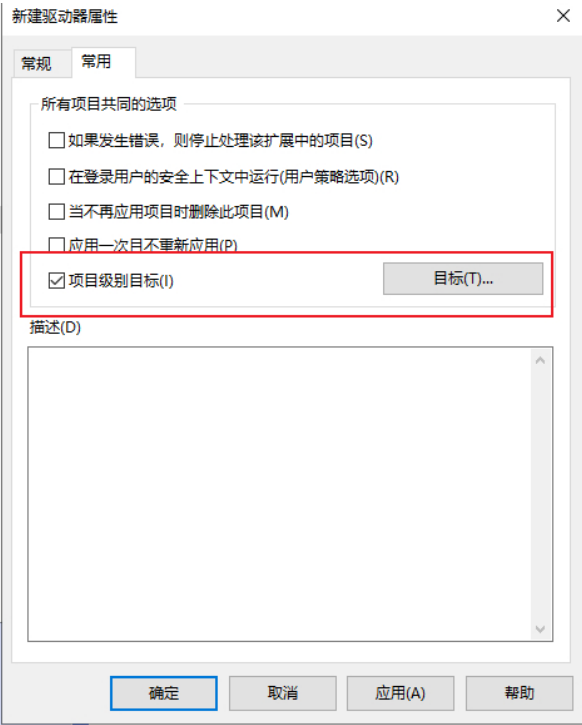 新建驱动器属性
常规 常用
所有项目共同的选项
如果发生错误，则停止处理该扩展中的项目(S)
在登录用户的安全上下文中运行(用户策略选项)(R)
当不再应用项目时删除此项目(M)
应用一次且不重新应用(P)
项目级别目标(I) 目标(T)...
描述(D)
确定 取消 应用(A) 帮助